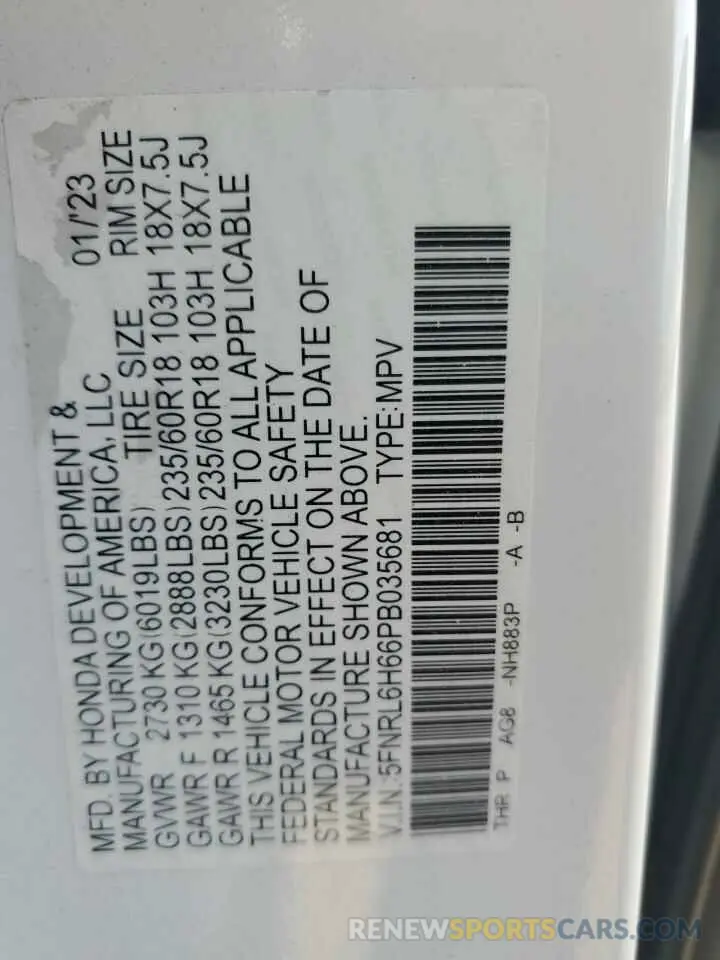 MFD. BY HONDA DEVELOPMENT &
MANUFACTURING OF AMERICA, LLC 01/'23
GVWR 2730 KG(6019LBS) TIRE SIZE RIM SIZE
GAWR F 1310 KG(2888LBS)235/60R18 103H 18X7.5J
GAWR R 1465 KG(3230LBS)235/60R18 103H 18X7.5J
THIS VEHICLE CONFORMS TO ALL APPLICABLE
FEDERAL MOTOR VEHICLE SAFETY
STANDARDS IN EFFECT ON THE DATE OF
MANUFACTURE SHOWN ABOVE.
V.I.N.:5FNRL6H66PB035681 TYPE:MPV
THR P AG8 -NH883P -A -B
RENEWSPORTSCARS.COM